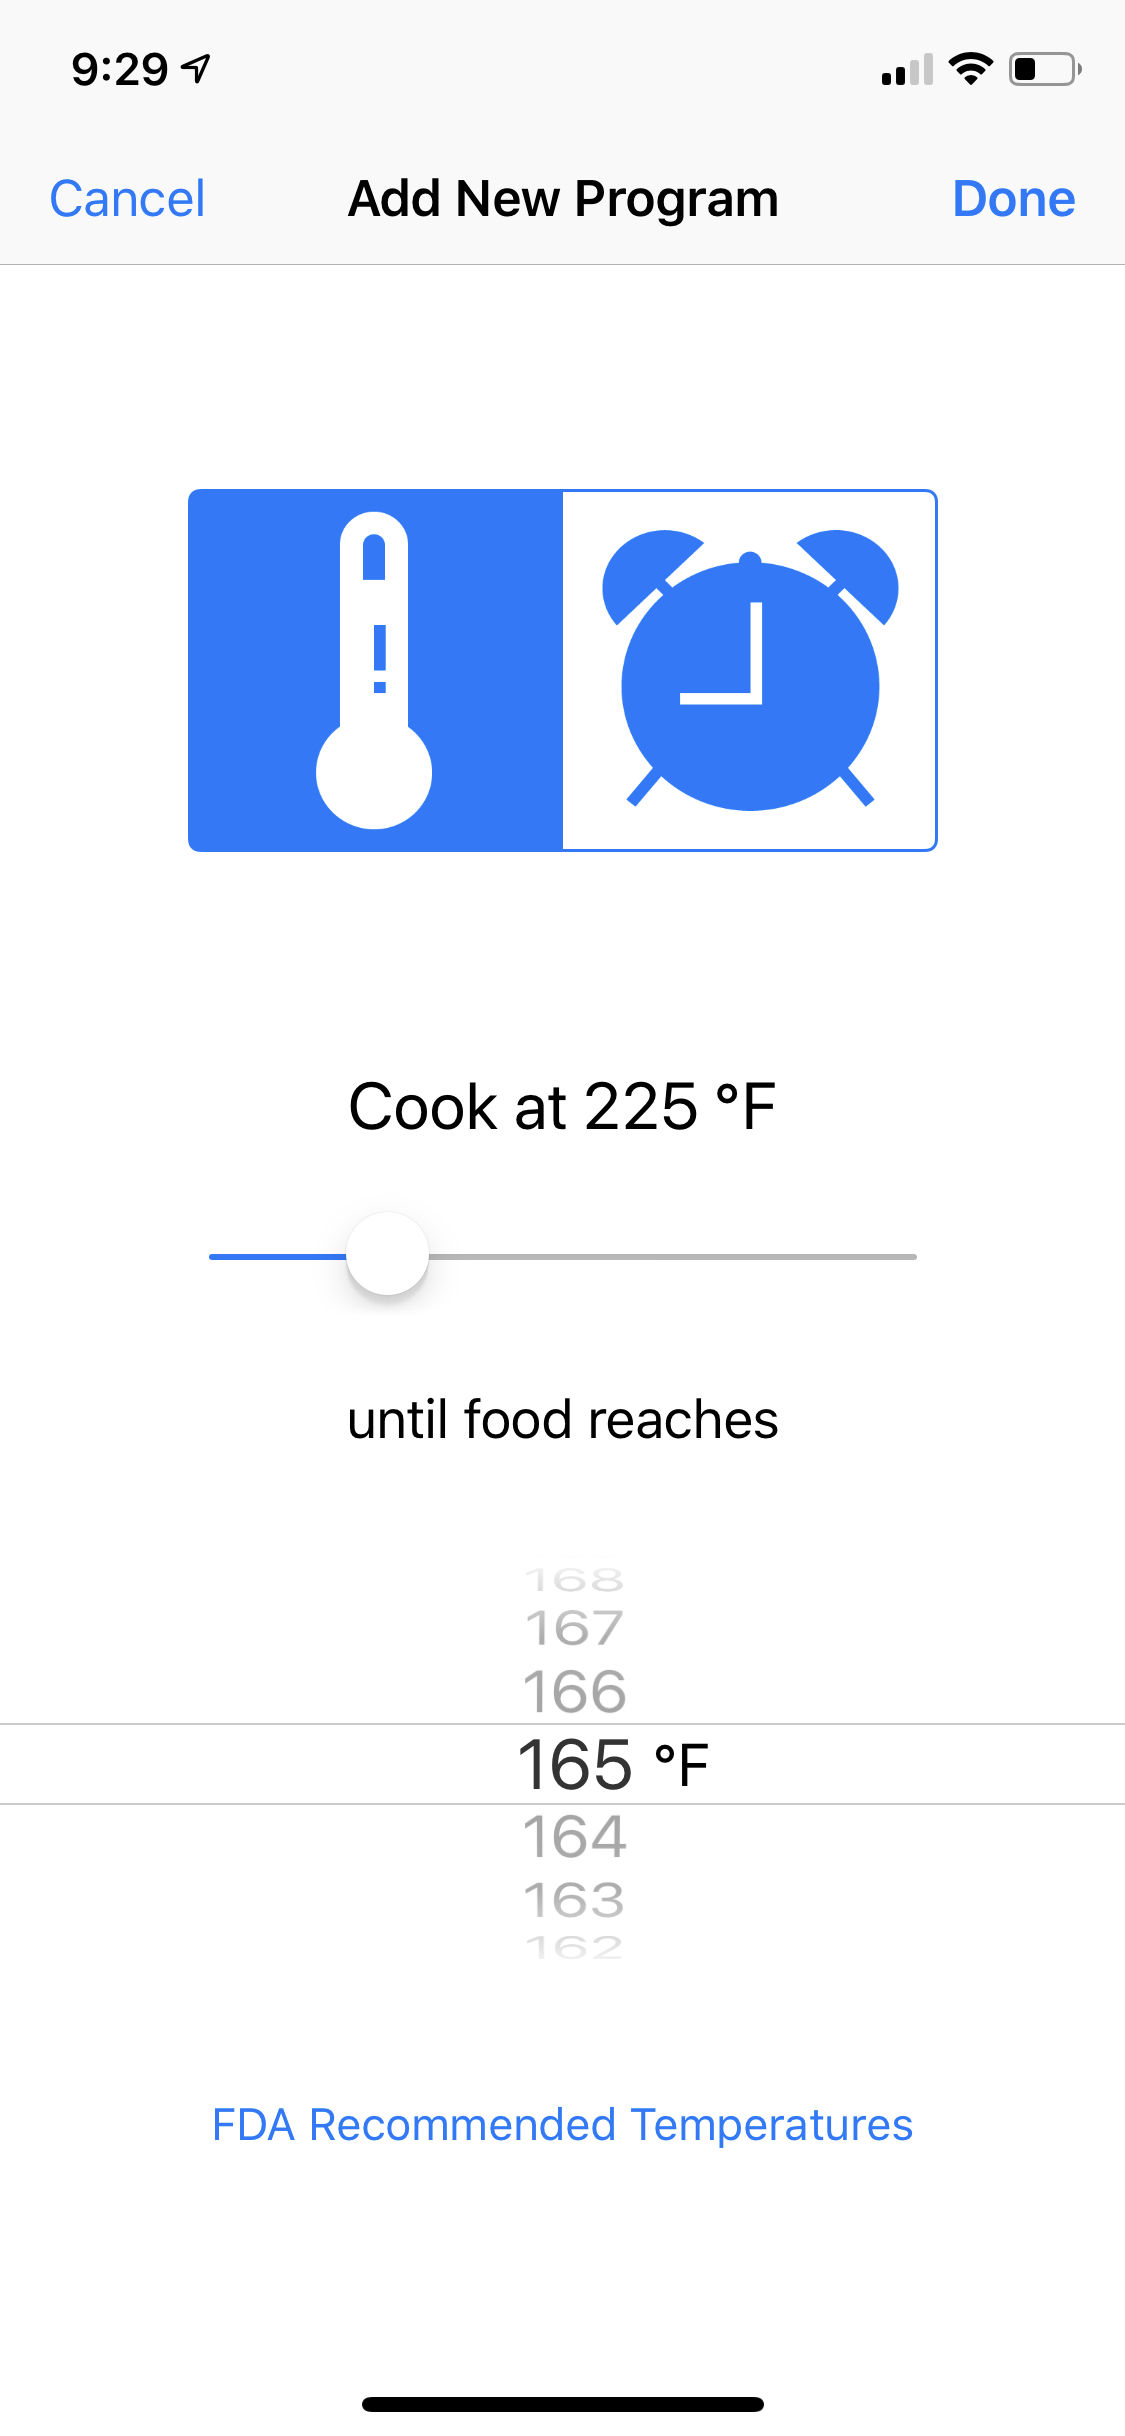 9:29
Cancel Add New Program Done
!
Cook at 225 °F
until food reaches
168
167
166
165 °F
164
163
162
FDA Recommended Temperatures